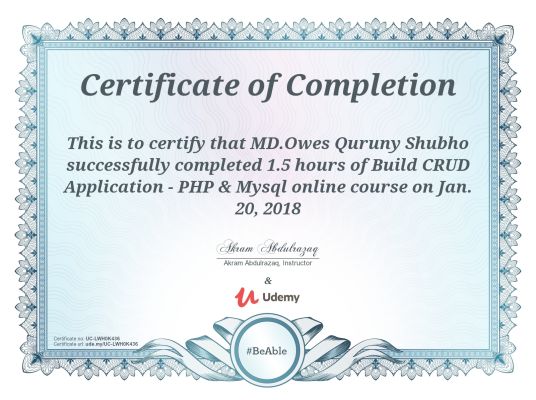 Certificate of Completion
This is to certify that MD.Owes Quruny Shubho
successfully completed 1.5 hours of Build CRUD
Application - PHP & Mysql online course on Jan.
20, 2018
Akram Abdulrazaq
Akram Abdulrazaq, Instructor
&
Udemy
Certificate no: UC-LWH0K436
Certificate url: ude.my/UC-LWH0K436
#BeAble